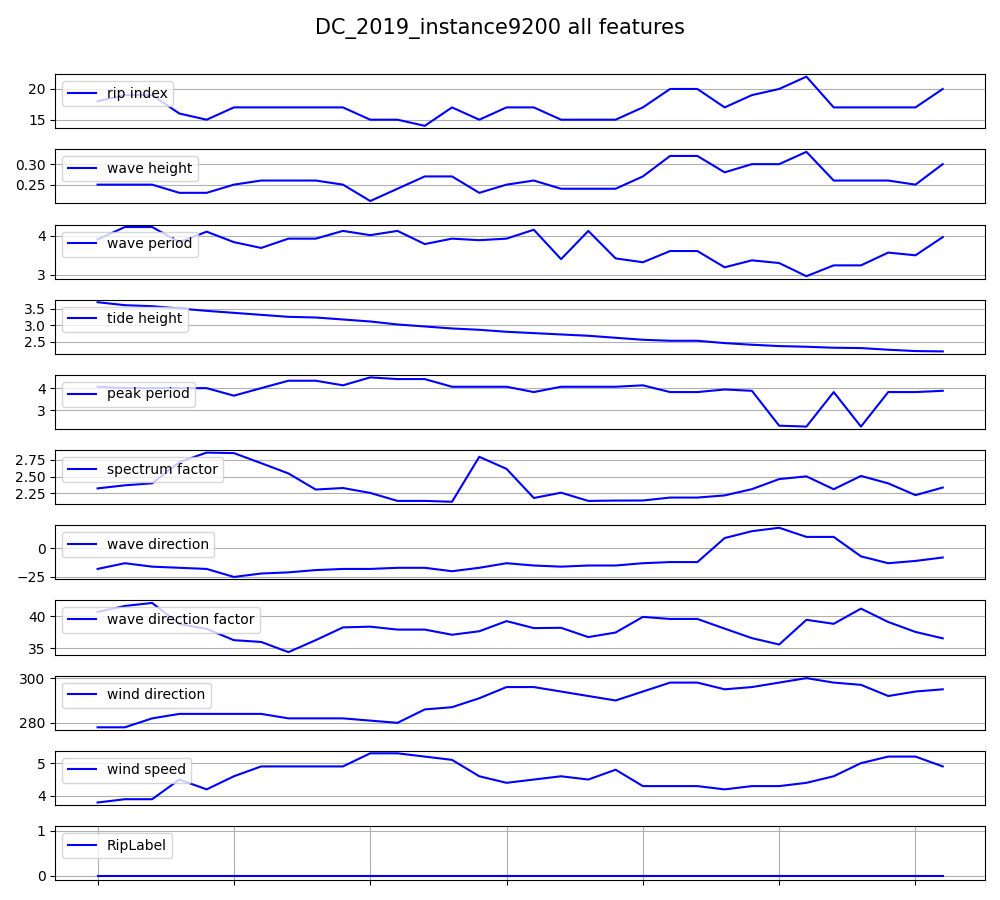 DC_2019_instance9200 all features
20
15
rip index
0.30
0.25
wave height
4
3
wave period
3.5
3.0
2.5
tide height
4
3
peak period
2.75
2.50
2.25
spectrum factor
0
−25
wave direction
40
35
wave direction factor
300
280
wind direction
5
4
wind speed
1
0
RipLabel